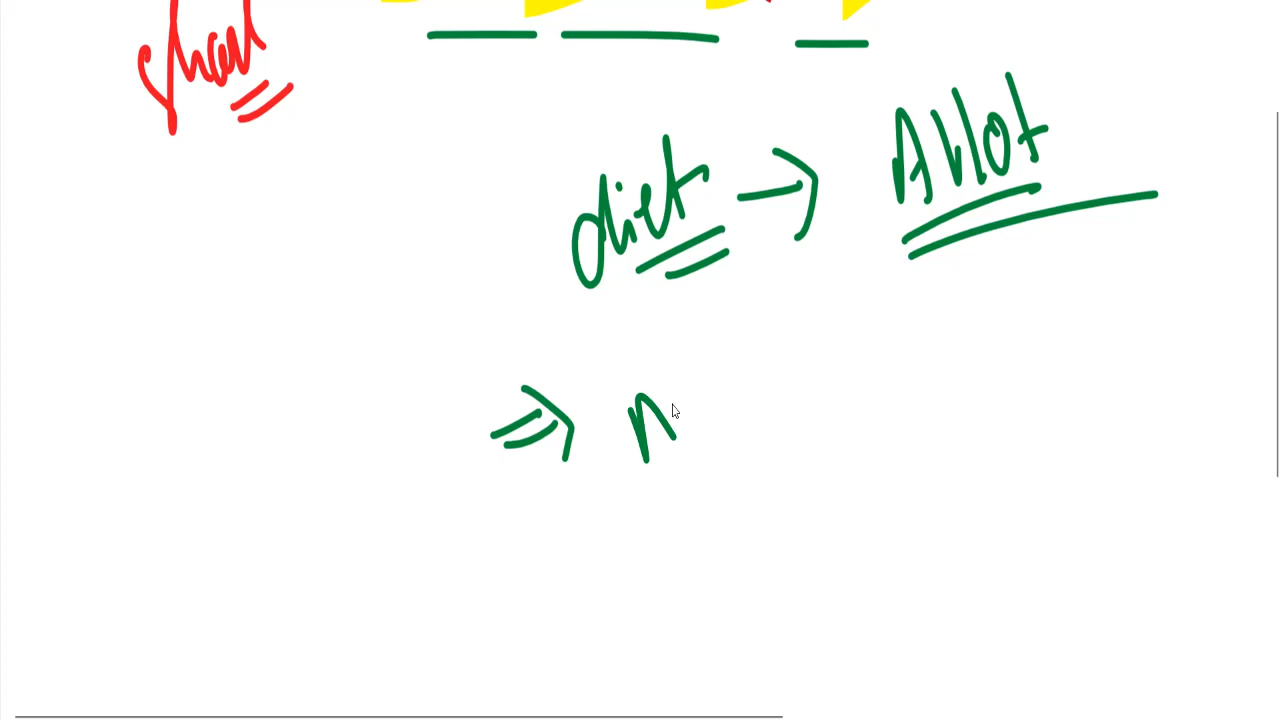 diet → Allot
⇒ n